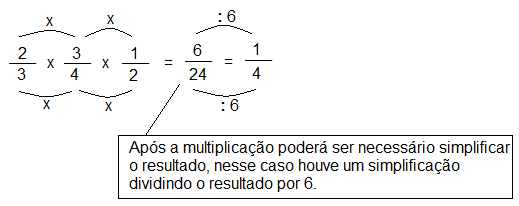 x x : 6
2/3 x 3/4 x 1/2 = 6/24 = 1/4
x x : 6
Após a multiplicação poderá ser necessário simplificar
o resultado, nesse caso houve um simplificação
dividindo o resultado por 6.